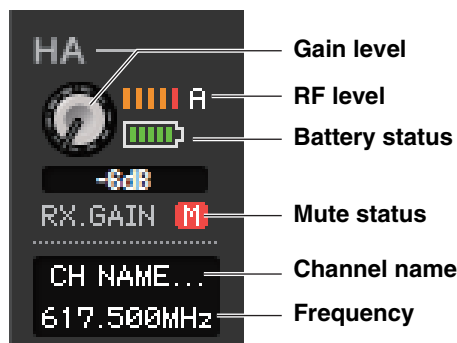 HA
Gain level
A
RF level
Battery status
-6dB
RX.GAIN M
Mute status
CH NAME...
Channel name
617.500MHz
Frequency